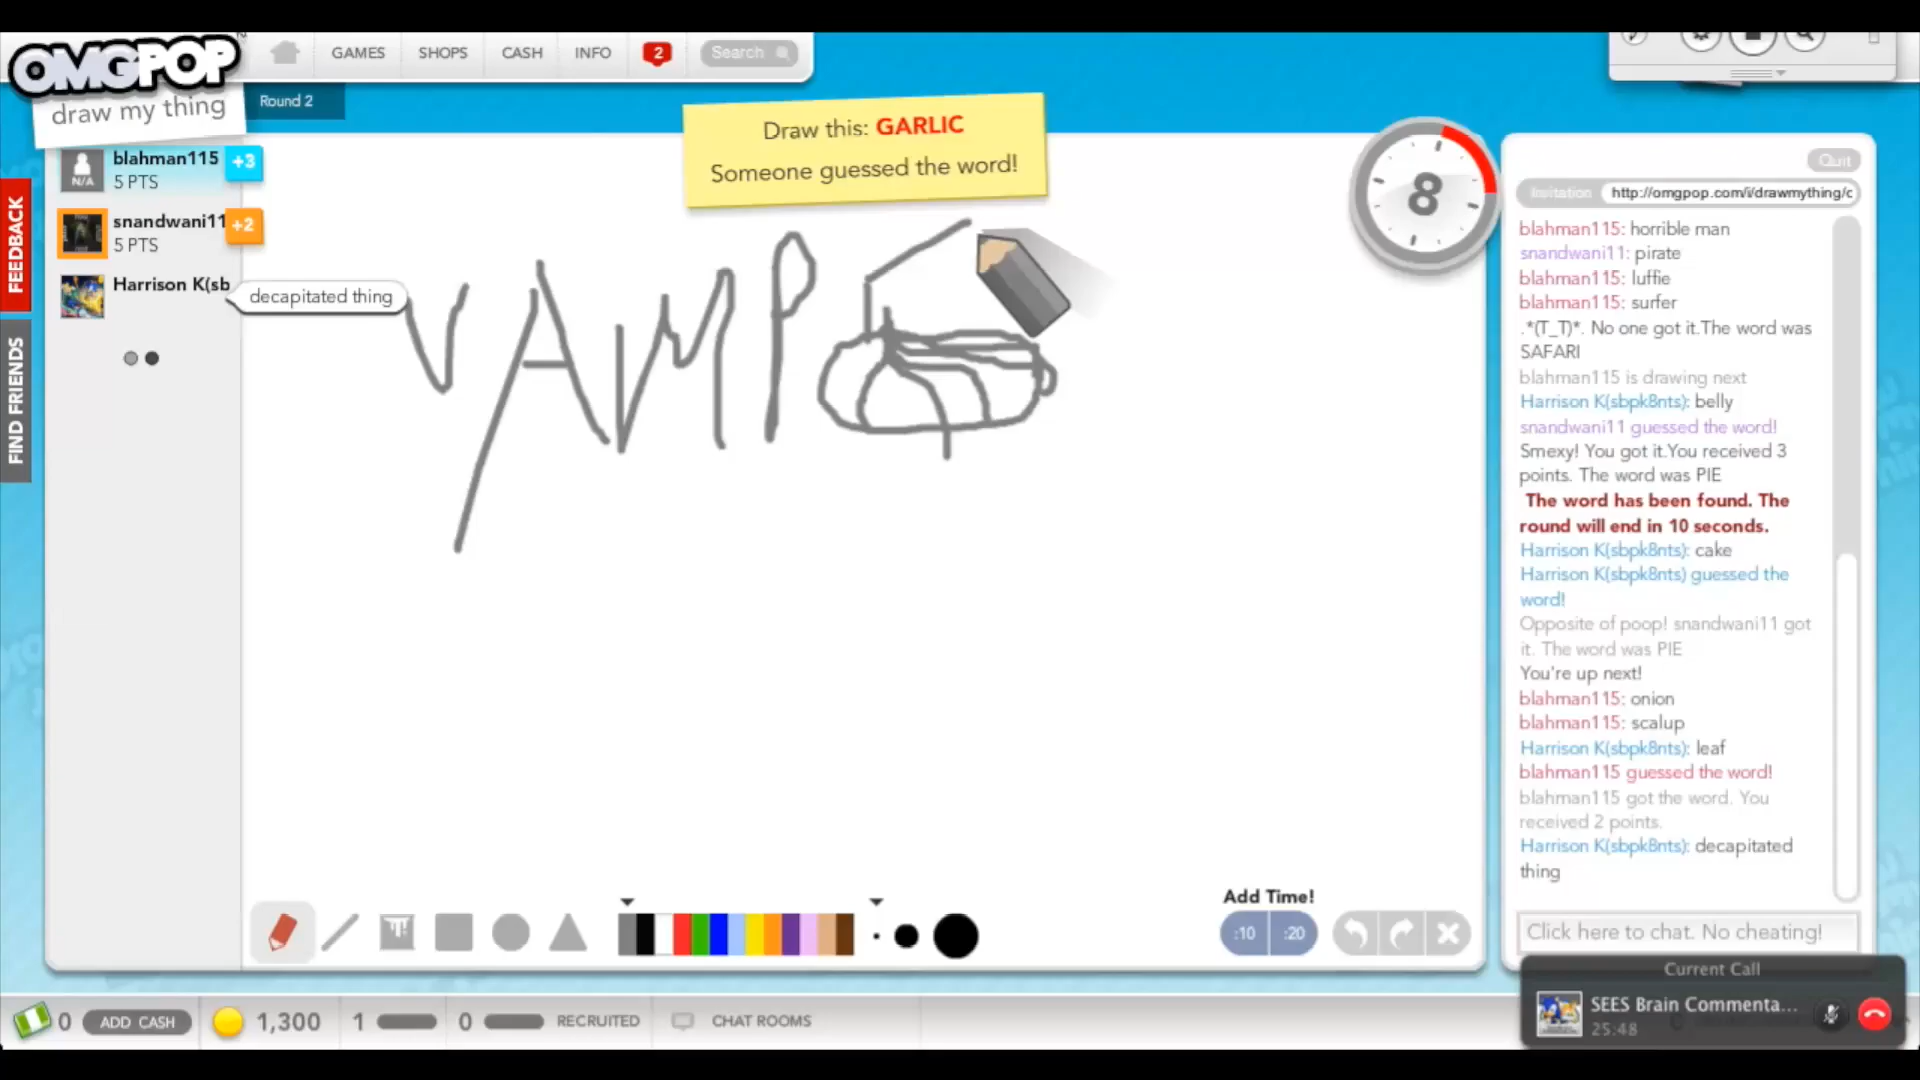 OMGPOP
GAMES
SHOPS
CASH
INFO
2
Search
draw my thing
Round 2
Draw this: GARLIC
Someone guessed the word!
8
FEEDBACK
FIND FRIENDS
blahman115
5 PTS
+3
N/A
snandwani11
5 PTS
+2
Harrison K(sb
decapitated thing
VAMP
Quit
Invitation
http://omgpop.com/i/drawmything/c
blahman115: horrible man
snandwani11: pirate
blahman115: luffie
blahman115: surfer
.*(T_T)*. No one got it.The word was
SAFARI
blahman115 is drawing next
Harrison K(sbpk8nts): belly
snandwani11 guessed the word!
Smexy! You got it.You received 3
points. The word was PIE
The word has been found. The
round will end in 10 seconds.
Harrison K(sbpk8nts): cake
Harrison K(sbpk8nts) guessed the
word!
Opposite of poop! snandwani11 got
it. The word was PIE
You're up next!
blahman115: onion
blahman115: scalup
Harrison K(sbpk8nts): leaf
blahman115 guessed the word!
blahman115 got the word. You
received 2 points.
Harrison K(sbpk8nts): decapitated
thing
Click here to chat. No cheating!
Add Time!
:10
:20
Current Call
SEES Brain Commenta...
25:48
0
ADD CASH
1,300
1
0
RECRUITED
CHAT ROOMS